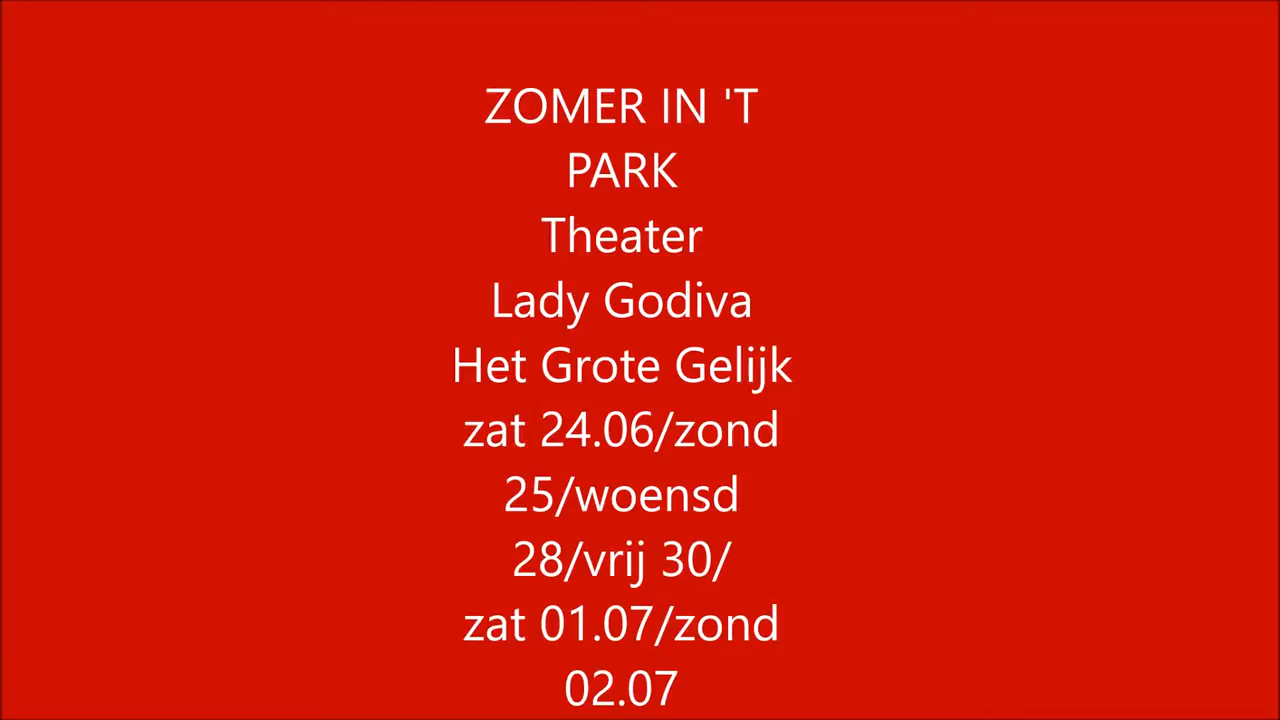 ZOMER IN 'T
PARK
Theater
Lady Godiva
Het Grote Gelijk
zat 24.06/zond
25/woensd
28/vrij 30/
zat 01.07/zond
02.07